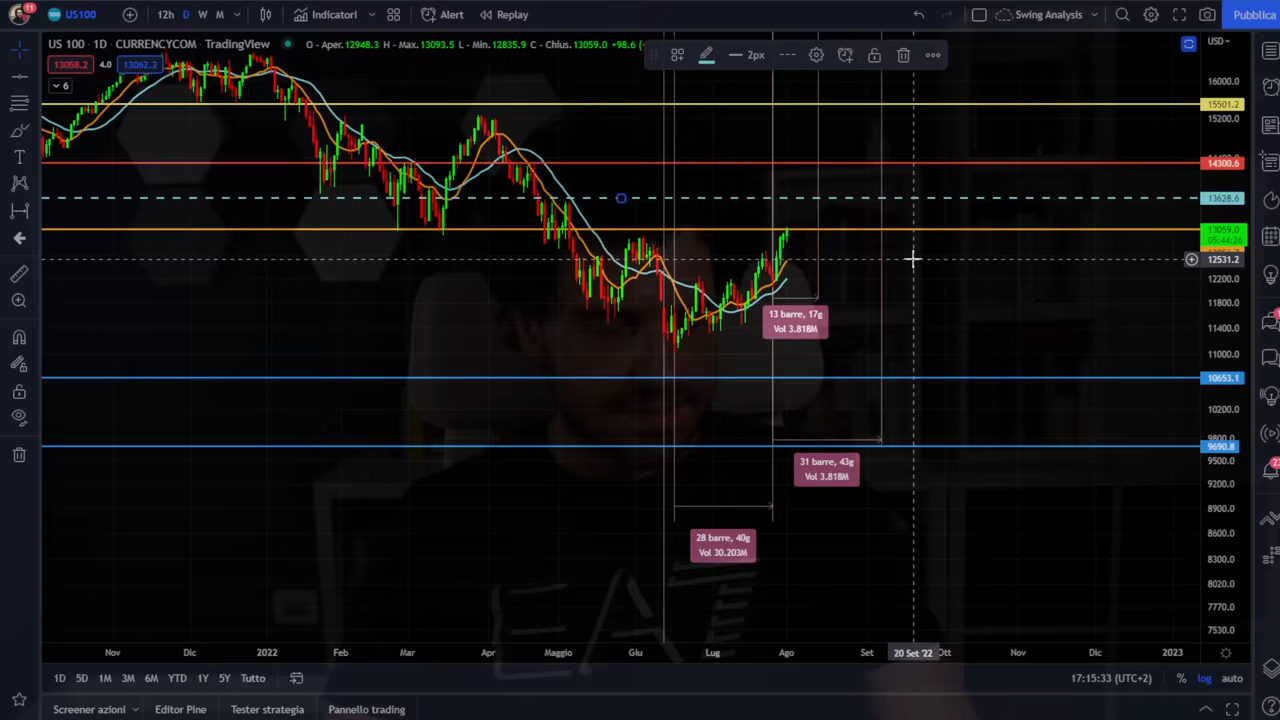 11
US100
12h D W M
Indicatori
Alert
Replay
Swing Analysis
Pubblica
US 100 · 1D · CURRENCYCOM · TradingView
O - Aper.12948.3 H - Max.13093.5 L - Min.12835.9 C - Chius.13059.0 +98.6
13058.2 4.0 13062.2
6
2px
USD
16000.0
15501.2
15200.0
14300.6
13628.6
13059.0
05:44:26
12531.2
12200.0
11800.0
11400.0
11000.0
10653.1
10200.0
9800.0
9690.8
9500.0
9200.0
8900.0
8600.0
8300.0
8020.0
7770.0
7530.0
13 barre, 17g
Vol 3.818M
31 barre, 43g
Vol 3.818M
28 barre, 40g
Vol 30.203M
EAT
Nov Dic 2022 Feb Mar Apr Maggio Giu Lug Ago Set 20 Set '22 Ott Nov Dic 2023
1D 5D 1M 3M 6M YTD 1Y 5Y Tutto
17:15:33 (UTC+2) % log auto
Screener azioni Editor Pine Tester strategia Pannello trading